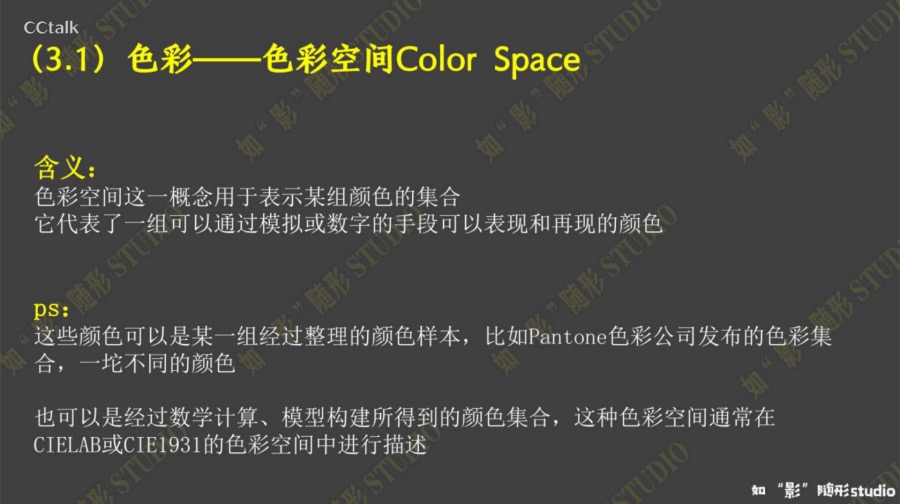 CCtalk
（3.1）色彩——色彩空间Color Space
含义：
色彩空间这一概念用于表示某组颜色的集合
它代表了一组可以通过模拟或数字的手段可以表现和再现的颜色
ps：
这些颜色可以是某一组经过整理的颜色样本，比如Pantone色彩公司发布的色彩集
合，一坨不同的颜色
也可以是经过数学计算、模型构建所得到的颜色集合，这种色彩空间通常在
CIELAB或CIE1931的色彩空间中进行描述
如“影”随形studio
如“影”随形 STUDIO